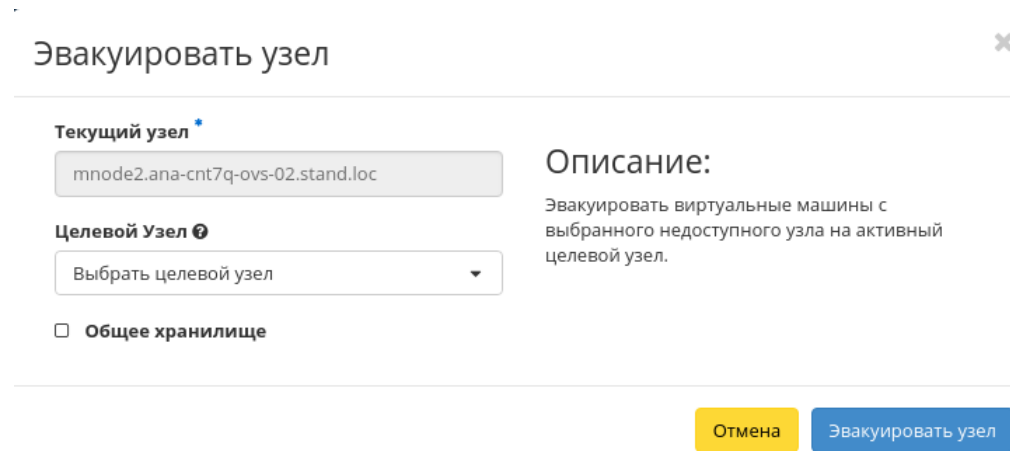 Эвакуировать узел
Текущий узел *
mnode2.ana-cnt7q-ovs-02.stand.loc
Целевой Узел
Выбрать целевой узел
Общее хранилище
Описание:
Эвакуировать виртуальные машины с
выбранного недоступного узла на активный
целевой узел.
Отмена
Эвакуировать узел